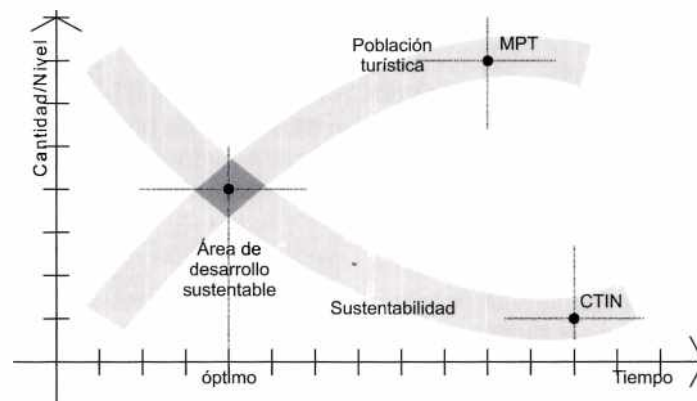 Cantidad/Nivel
Población
turística
MPT
Área de
desarrollo
sustentable
Sustentabilidad
CTIN
óptimo
Tiempo